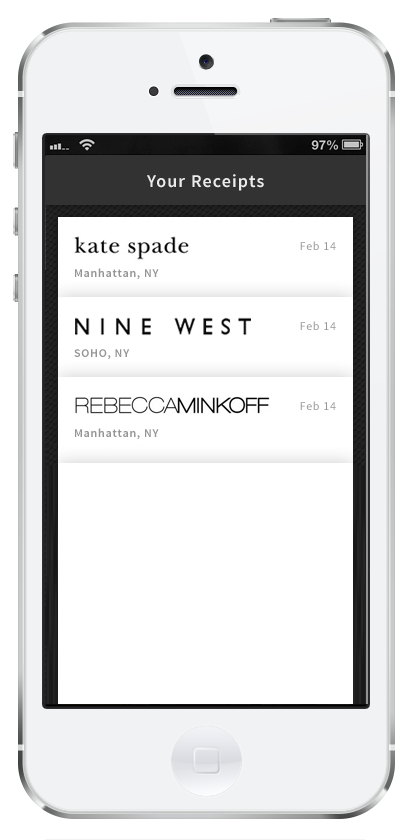 97%
Your Receipts
kate spade
Feb 14
Manhattan, NY
NINE WEST
Feb 14
SOHO, NY
REBECCAMINKOFF
Feb 14
Manhattan, NY